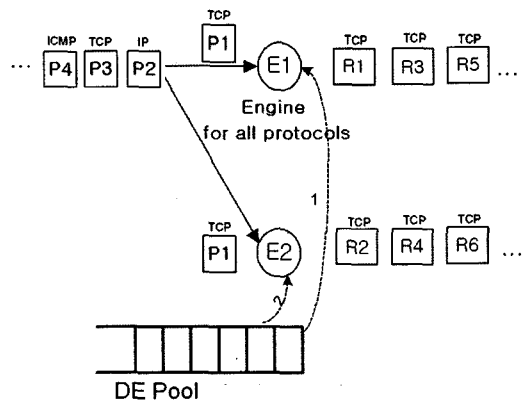 TCP
ICMP TCP IP
... P4 P3 P2 P1 E1 R1 R3 R5 ...
TCP TCP TCP
Engine
for all protocols
1
TCP TCP TCP TCP
P1 E2 R2 R4 R6 ...
2
DE Pool